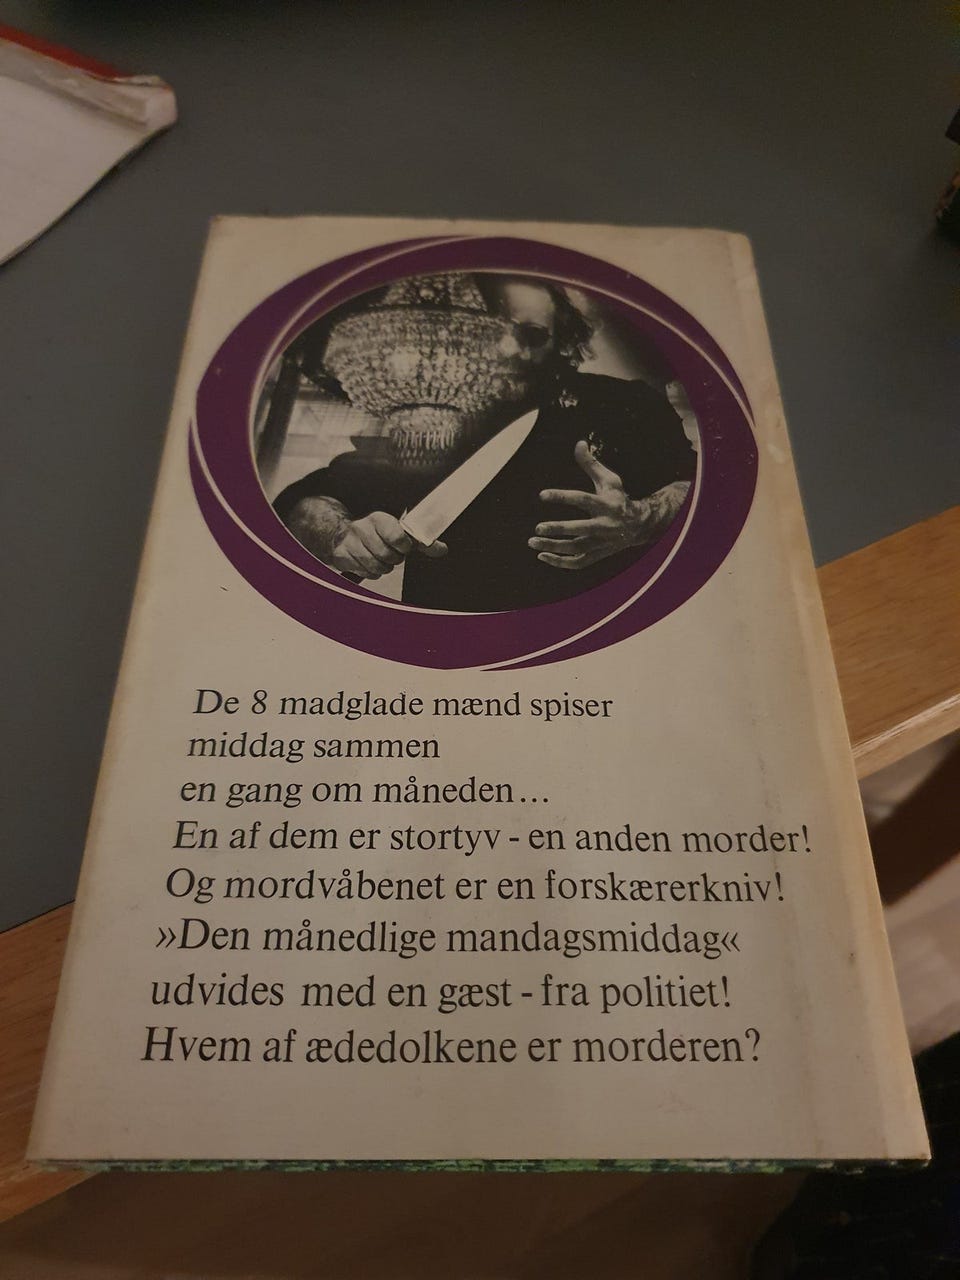 De 8 madglade mænd spiser
middag sammen
en gang om måneden...
En af dem er stortyv - en anden morder!
Og mordvåbenet er en forskærerkniv!
»Den månedlige mandagsmiddag«
udvides med en gæst - fra politiet!
Hvem af ædedolkene er morderen?